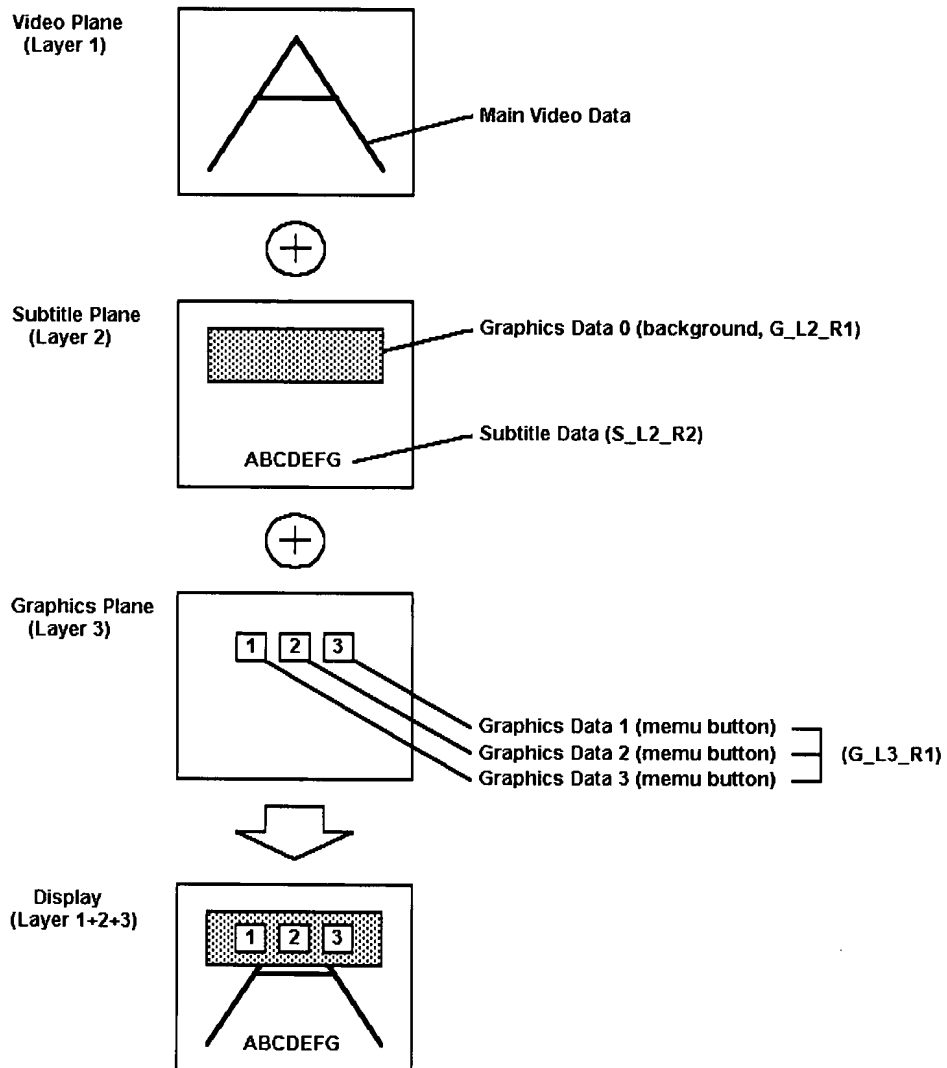 Video Plane
(Layer 1)
Main Video Data
Subtitle Plane
(Layer 2)
Graphics Data 0 (background, G_L2_R1)
Subtitle Data (S_L2_R2)
ABCDEFG
Graphics Plane
(Layer 3)
1 2 3
Graphics Data 1 (memu button)
Graphics Data 2 (memu button)
(G_L3_R1)
Graphics Data 3 (memu button)
Display
(Layer 1+2+3)
1 2 3
ABCDEFG